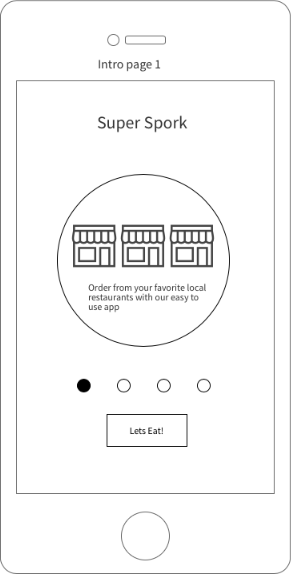 Intro page 1
Super Spork
Order from your favorite local
restaurants with our easy to
use app
Lets Eat!